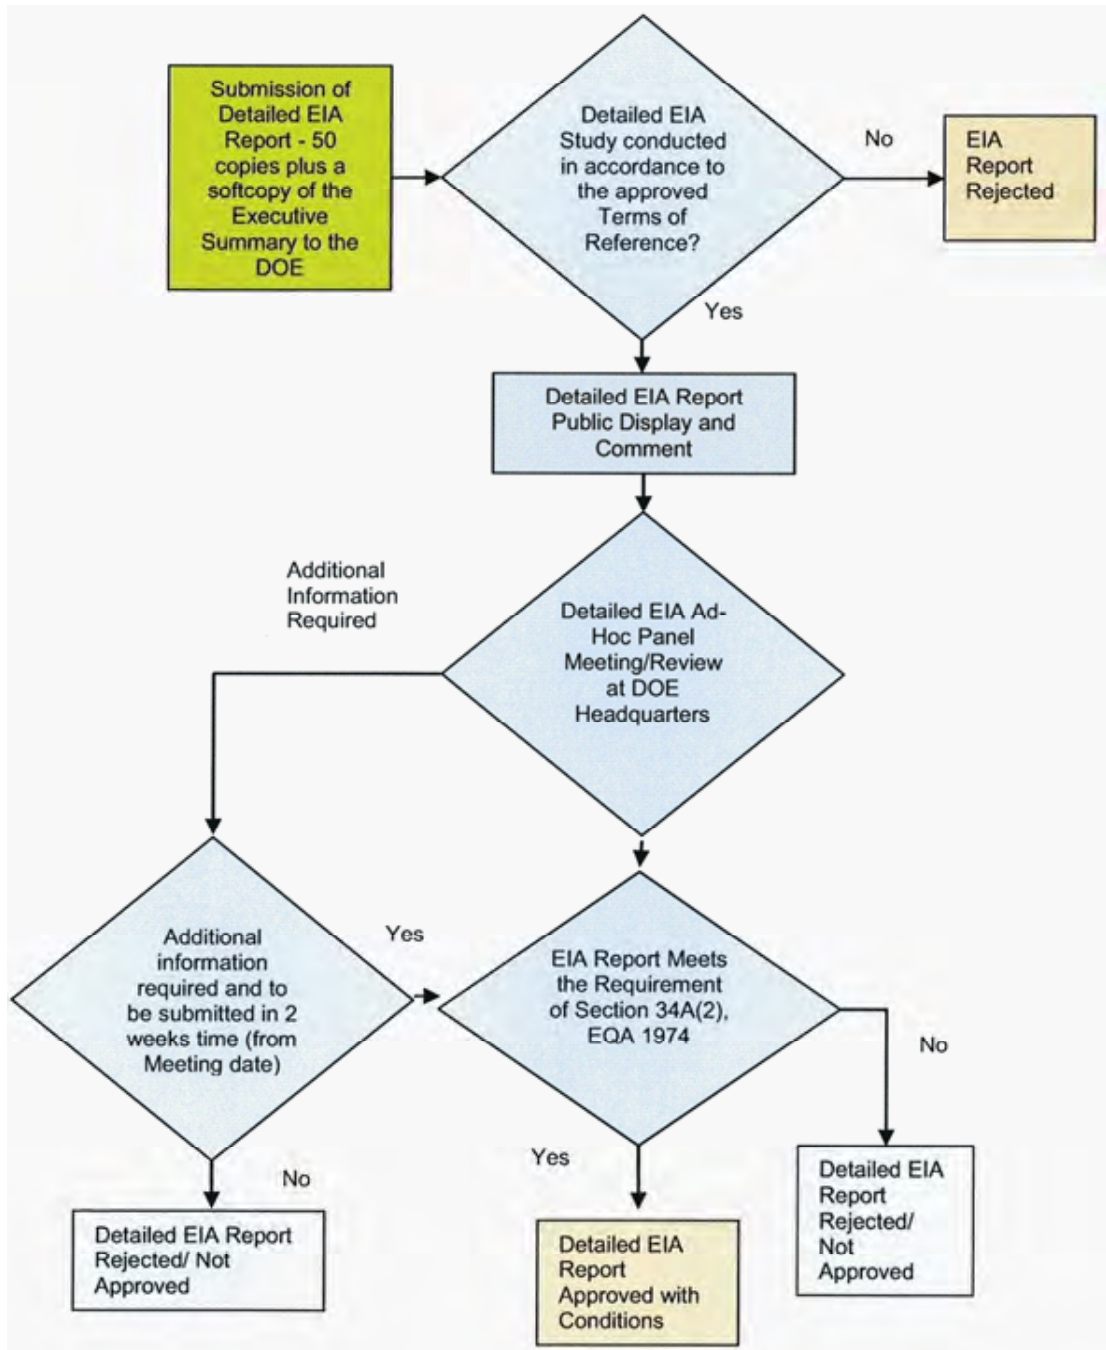 Submission of
Detailed EIA
Report - 50
copies plus a
softcopy of the
Executive
Summary to the
DOE
Detailed EIA
Study conducted
in accordance to
the approved
Terms of
Reference?
No
EIA
Report
Rejected
Yes
Detailed EIA Report
Public Display and
Comment
Additional
Information
Required
Detailed EIA Ad-
Hoc Panel
Meeting/Review
at DOE
Headquarters
Additional
information
required and to
be submitted in 2
weeks time (from
Meeting date)
Yes
EIA Report Meets
the Requirement
of Section 34A(2),
EQA 1974
No
No
Detailed EIA Report
Rejected/ Not
Approved
Yes
Detailed EIA
Report
Approved with
Conditions
Detailed EIA
Report
Rejected/
Not
Approved